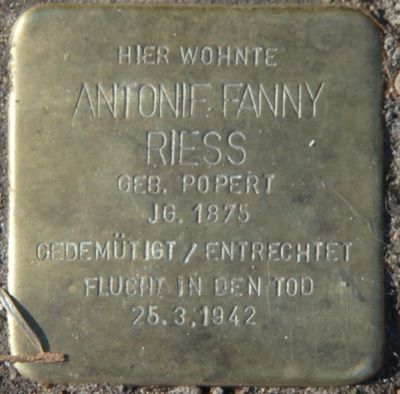 HIER WOHNTE
ANTONIE FANNY
RIESS
GEB. POPERT
JG. 1875
GEDEMÜTIGT / ENTRECHTET
FLUCHT IN DEN TOD
25.3.1942